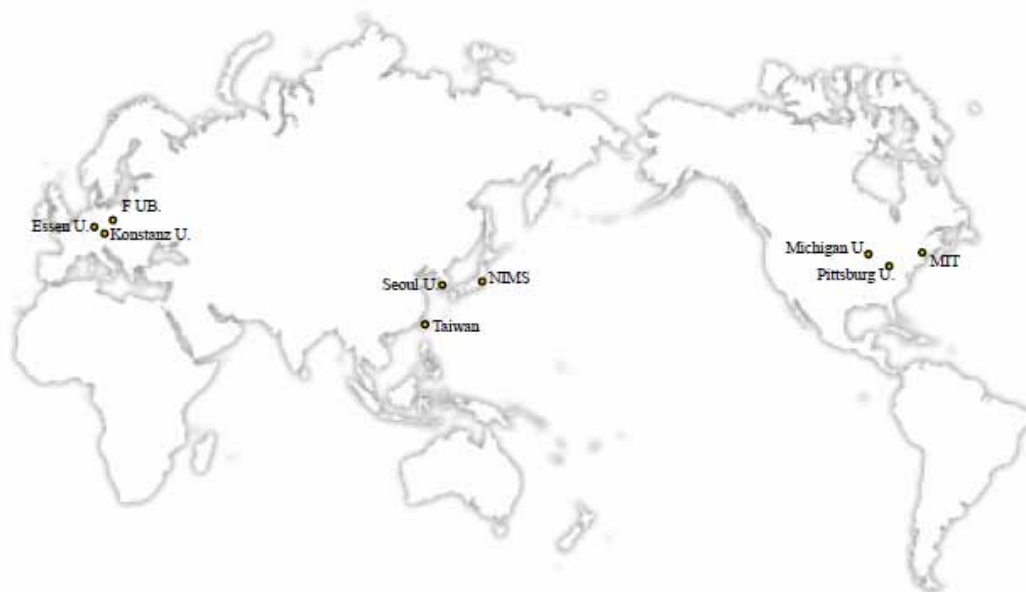 F UB.
Essen U.
Konstanz U.
Seoul U.
NIMS
Taiwan
Michigan U.
MIT
Pittsburg U.